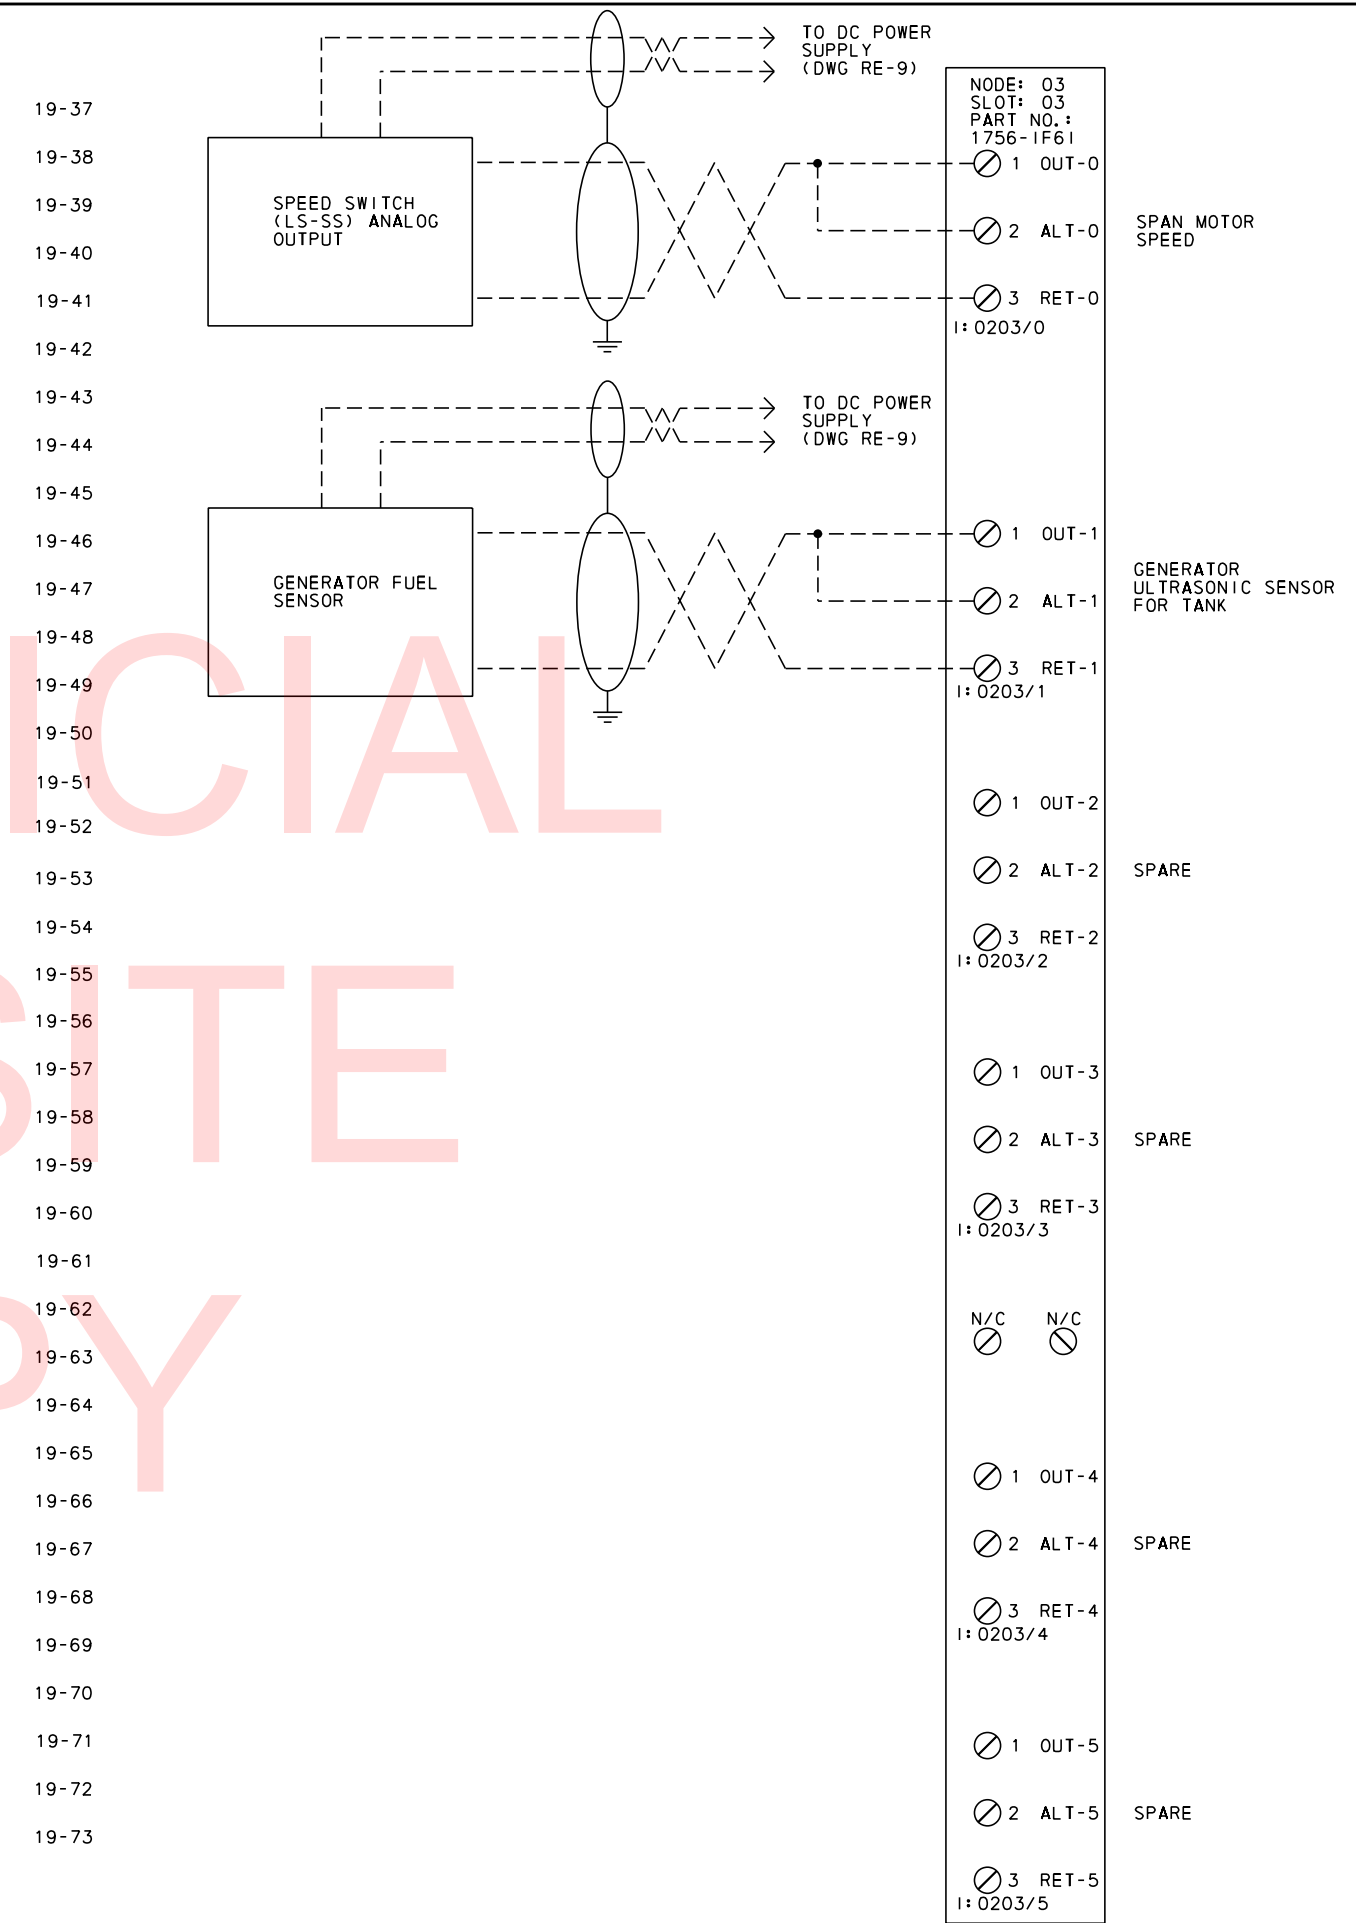 TO DC POWER
SUPPLY
(DWG RE-9)
NODE: 03
SLOT: 03
PART NO.:
1756-IF6I
19-37
19-38
19-39
19-40
19-41
19-42
19-43
19-44
19-45
19-46
19-47
19-48
19-49
19-50
19-51
19-52
19-53
19-54
19-55
19-56
19-57
19-58
19-59
19-60
19-61
19-62
19-63
19-64
19-65
19-66
19-67
19-68
19-69
19-70
19-71
19-72
19-73
SPEED SWITCH
(LS-SS) ANALOG
OUTPUT
1 OUT-0
2 ALT-0
3 RET-0
I:0203/0
SPAN MOTOR
SPEED
TO DC POWER
SUPPLY
(DWG RE-9)
GENERATOR FUEL
SENSOR
1 OUT-1
2 ALT-1
3 RET-1
I:0203/1
GENERATOR
ULTRASONIC SENSOR
FOR TANK
1 OUT-2
2 ALT-2 SPARE
3 RET-2
I:0203/2
1 OUT-3
2 ALT-3 SPARE
3 RET-3
I:0203/3
N/C N/C
1 OUT-4
2 ALT-4 SPARE
3 RET-4
I:0203/4
1 OUT-5
2 ALT-5 SPARE
3 RET-5
I:0203/5
ICIAL
SITE
PY